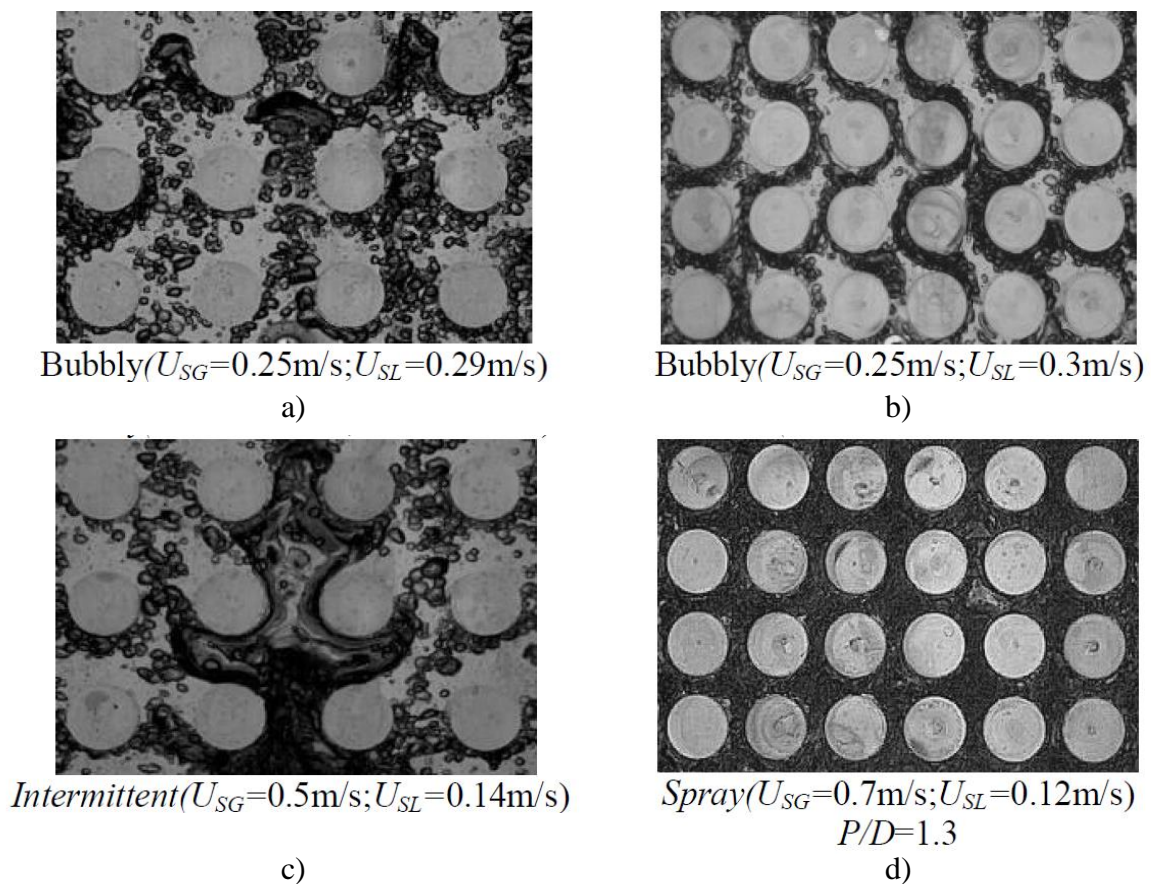 Bubbly(USG=0.25m/s;USL=0.29m/s)
a)
Bubbly(USG=0.25m/s;USL=0.3m/s)
b)
Intermittent(USG=0.5m/s;USL=0.14m/s)
c)
Spray(USG=0.7m/s;USL=0.12m/s)
P/D=1.3
d)